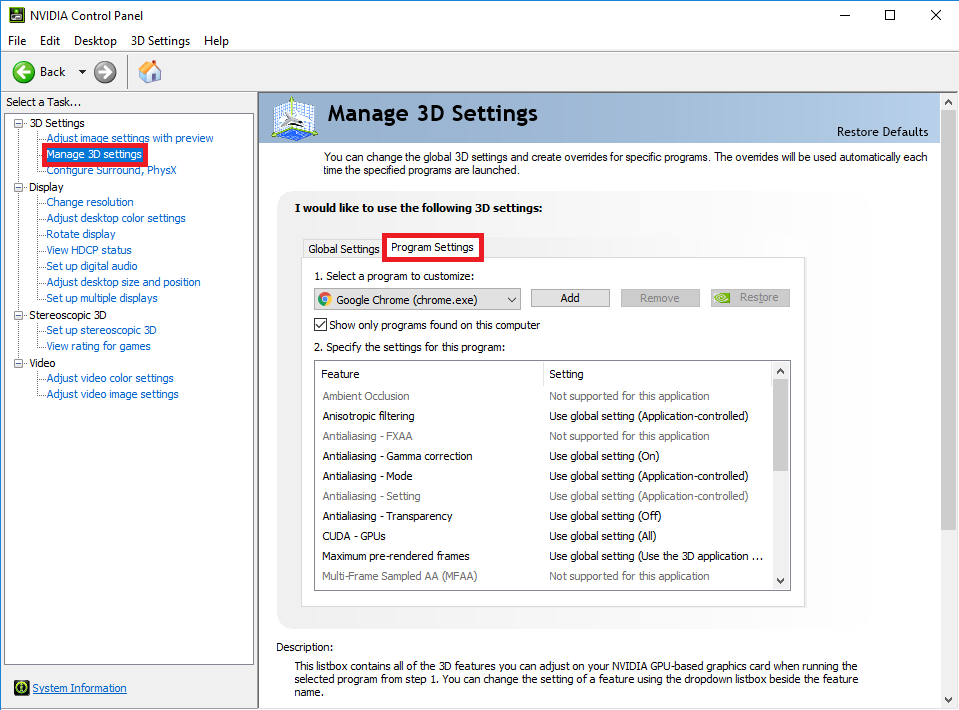 NVIDIA Control Panel
File Edit Desktop 3D Settings Help
Back
Select a Task...
3D Settings
Adjust image settings with preview
Manage 3D settings
Configure Surround, PhysX
Display
Change resolution
Adjust desktop color settings
Rotate display
View HDCP status
Set up digital audio
Adjust desktop size and position
Set up multiple displays
Stereoscopic 3D
Set up stereoscopic 3D
View rating for games
Video
Adjust video color settings
Adjust video image settings
System Information
Manage 3D Settings
Restore Defaults
You can change the global 3D settings and create overrides for specific programs. The overrides will be used automatically each
time the specified programs are launched.
I would like to use the following 3D settings:
Global Settings Program Settings
1. Select a program to customize:
Google Chrome (chrome.exe) Add Remove Restore
Show only programs found on this computer
2. Specify the settings for this program:
Feature Setting
Ambient Occlusion Not supported for this application
Anisotropic filtering Use global setting (Application-controlled)
Antialiasing - FXAA Not supported for this application
Antialiasing - Gamma correction Use global setting (On)
Antialiasing - Mode Use global setting (Application-controlled)
Antialiasing - Setting Use global setting (Application-controlled)
Antialiasing - Transparency Use global setting (Off)
CUDA - GPUs Use global setting (All)
Maximum pre-rendered frames Use global setting (Use the 3D application ...
Multi-Frame Sampled AA (MFAA) Not supported for this application
Description:
This listbox contains all of the 3D features you can adjust on your NVIDIA GPU-based graphics card when running the
selected program from step 1. You can change the setting of a feature using the dropdown listbox beside the feature
name.